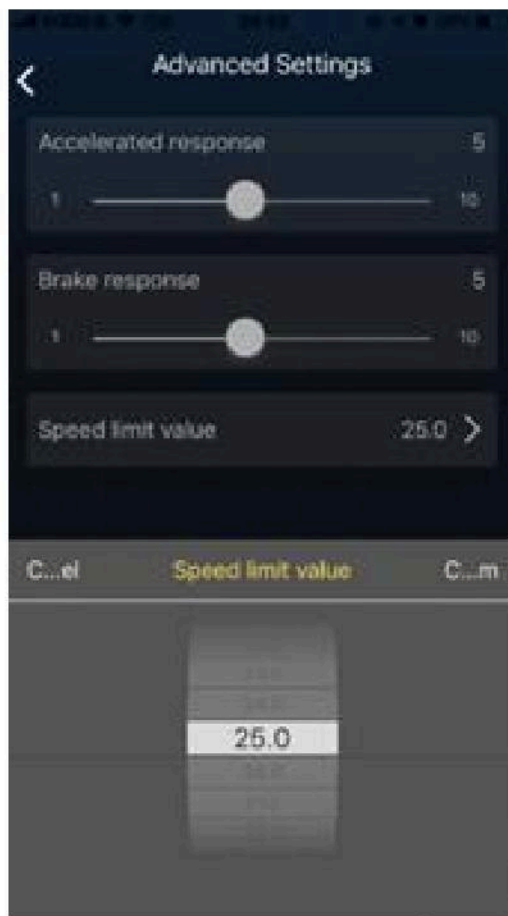 Advanced Settings
Accelerated response 5
1 10
Brake response 5
1 10
Speed limit value 25.0
C...el Speed limit value C...m
25.0